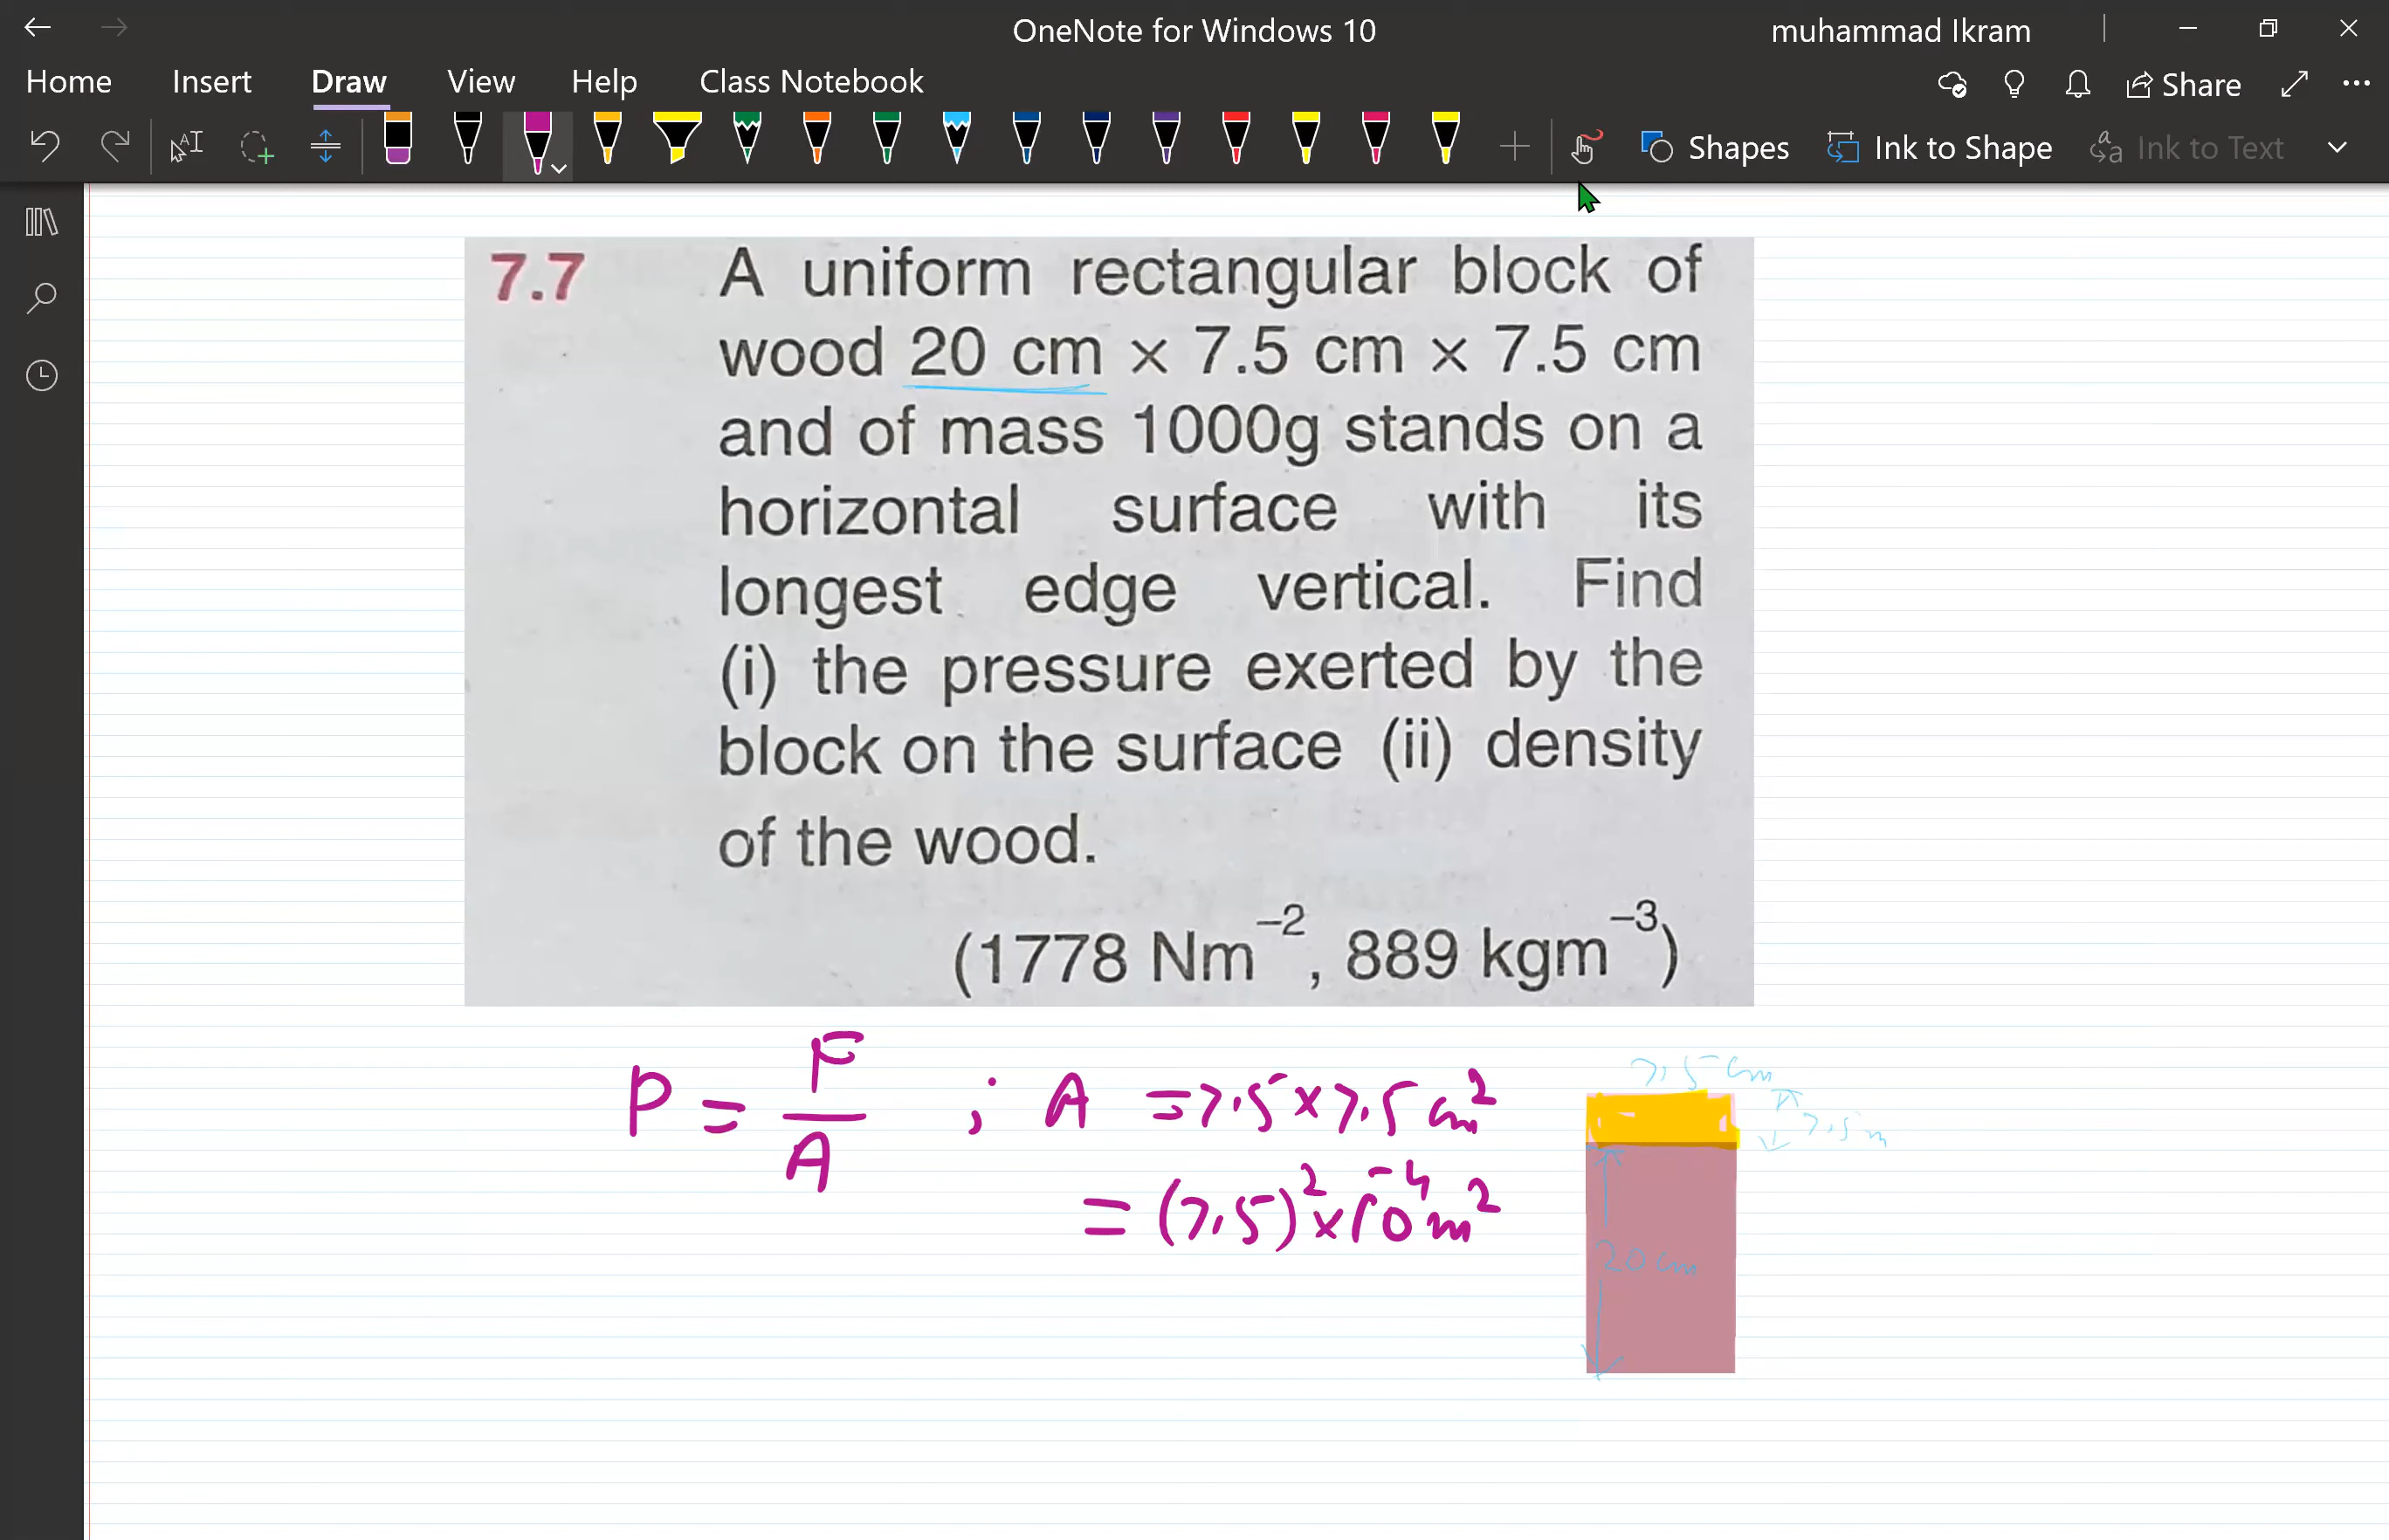 OneNote for Windows 10
muhammad Ikram
Home Insert Draw View Help Class Notebook
Share
Shapes Ink to Shape Ink to Text
7.7 A uniform rectangular block of
wood 20 cm × 7.5 cm × 7.5 cm
and of mass 1000g stands on a
horizontal surface with its
longest edge vertical. Find
(i) the pressure exerted by the
block on the surface (ii) density
of the wood.
(1778 Nm⁻², 889 kgm⁻³)
P = F/A ; A = 7.5 × 7.5 cm²
= (7.5)² × 10⁻⁴ m²
7.5 cm
7.5 m
20 cm